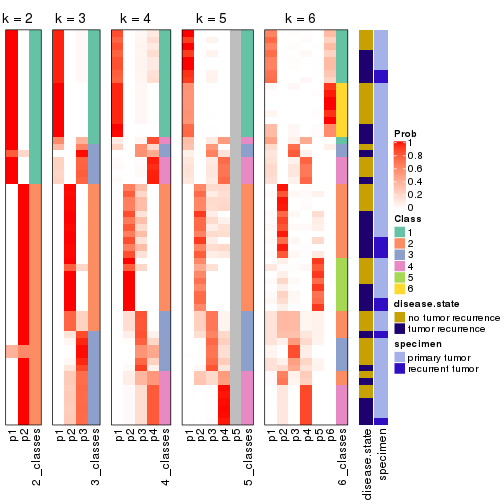 k = 2
k = 3
k = 4
k = 5
k = 6
Prob
1
0.8
0.6
0.4
0.2
0
Class
1
2
3
4
5
6
disease.state
no tumor recurrence
tumor recurrence
specimen
primary tumor
recurrent tumor
p1
p2
2_classes
p1
p2
p3
3_classes
p1
p2
p3
p4
4_classes
p1
p2
p3
p4
p5
5_classes
p1
p2
p3
p4
p5
p6
6_classes
disease.state
specimen